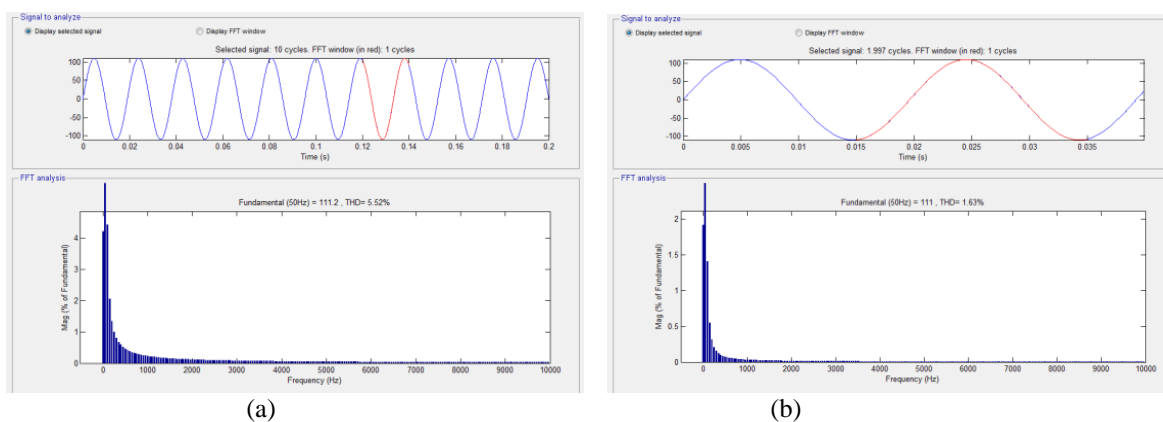 Signal to analyze
Display selected signal Display FFT window
Selected signal: 10 cycles. FFT window (in red): 1 cycles
100
50
0
-50
-100
0 0.02 0.04 0.06 0.08 0.1 0.12 0.14 0.16 0.18 0.2
Time (s)
FFT analysis
Fundamental (50Hz) = 111.2 , THD= 5.52%
Mag (% of Fundamental)
4
3
2
1
0
0 1000 2000 3000 4000 5000 6000 7000 8000 9000 10000
Frequency (Hz)
(a)
Signal to analyze
Display selected signal Display FFT window
Selected signal: 1.997 cycles. FFT window (in red): 1 cycles
100
50
0
-50
-100
0 0.005 0.01 0.015 0.02 0.025 0.03 0.035
Time (s)
FFT analysis
Fundamental (50Hz) = 111 , THD= 1.63%
Mag (% of Fundamental)
2
1.5
1
0.5
0
0 1000 2000 3000 4000 5000 6000 7000 8000 9000 10000
Frequency (Hz)
(b)